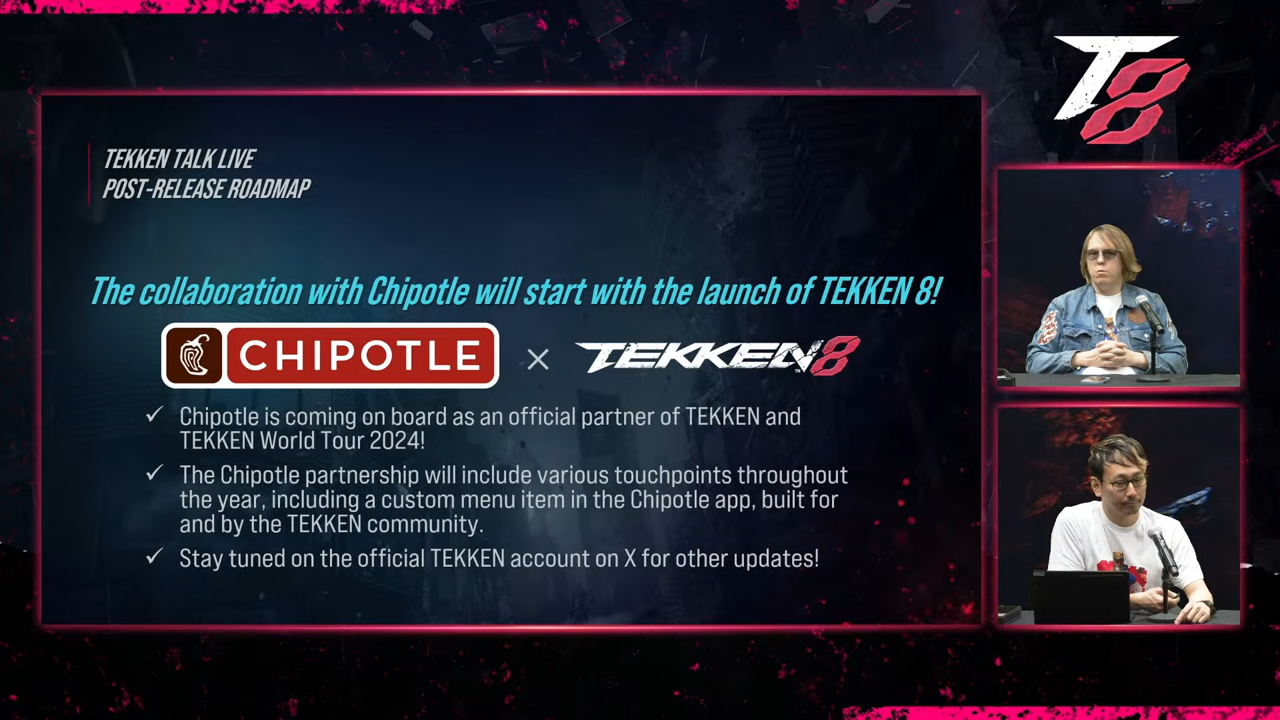 T8
TEKKEN TALK LIVE
POST-RELEASE ROADMAP
The collaboration with Chipotle will start with the launch of TEKKEN 8!
CHIPOTLE × TEKKEN 8
✓ Chipotle is coming on board as an official partner of TEKKEN and
TEKKEN World Tour 2024!
✓ The Chipotle partnership will include various touchpoints throughout
the year, including a custom menu item in the Chipotle app, built for
and by the TEKKEN community.
✓ Stay tuned on the official TEKKEN account on X for other updates!